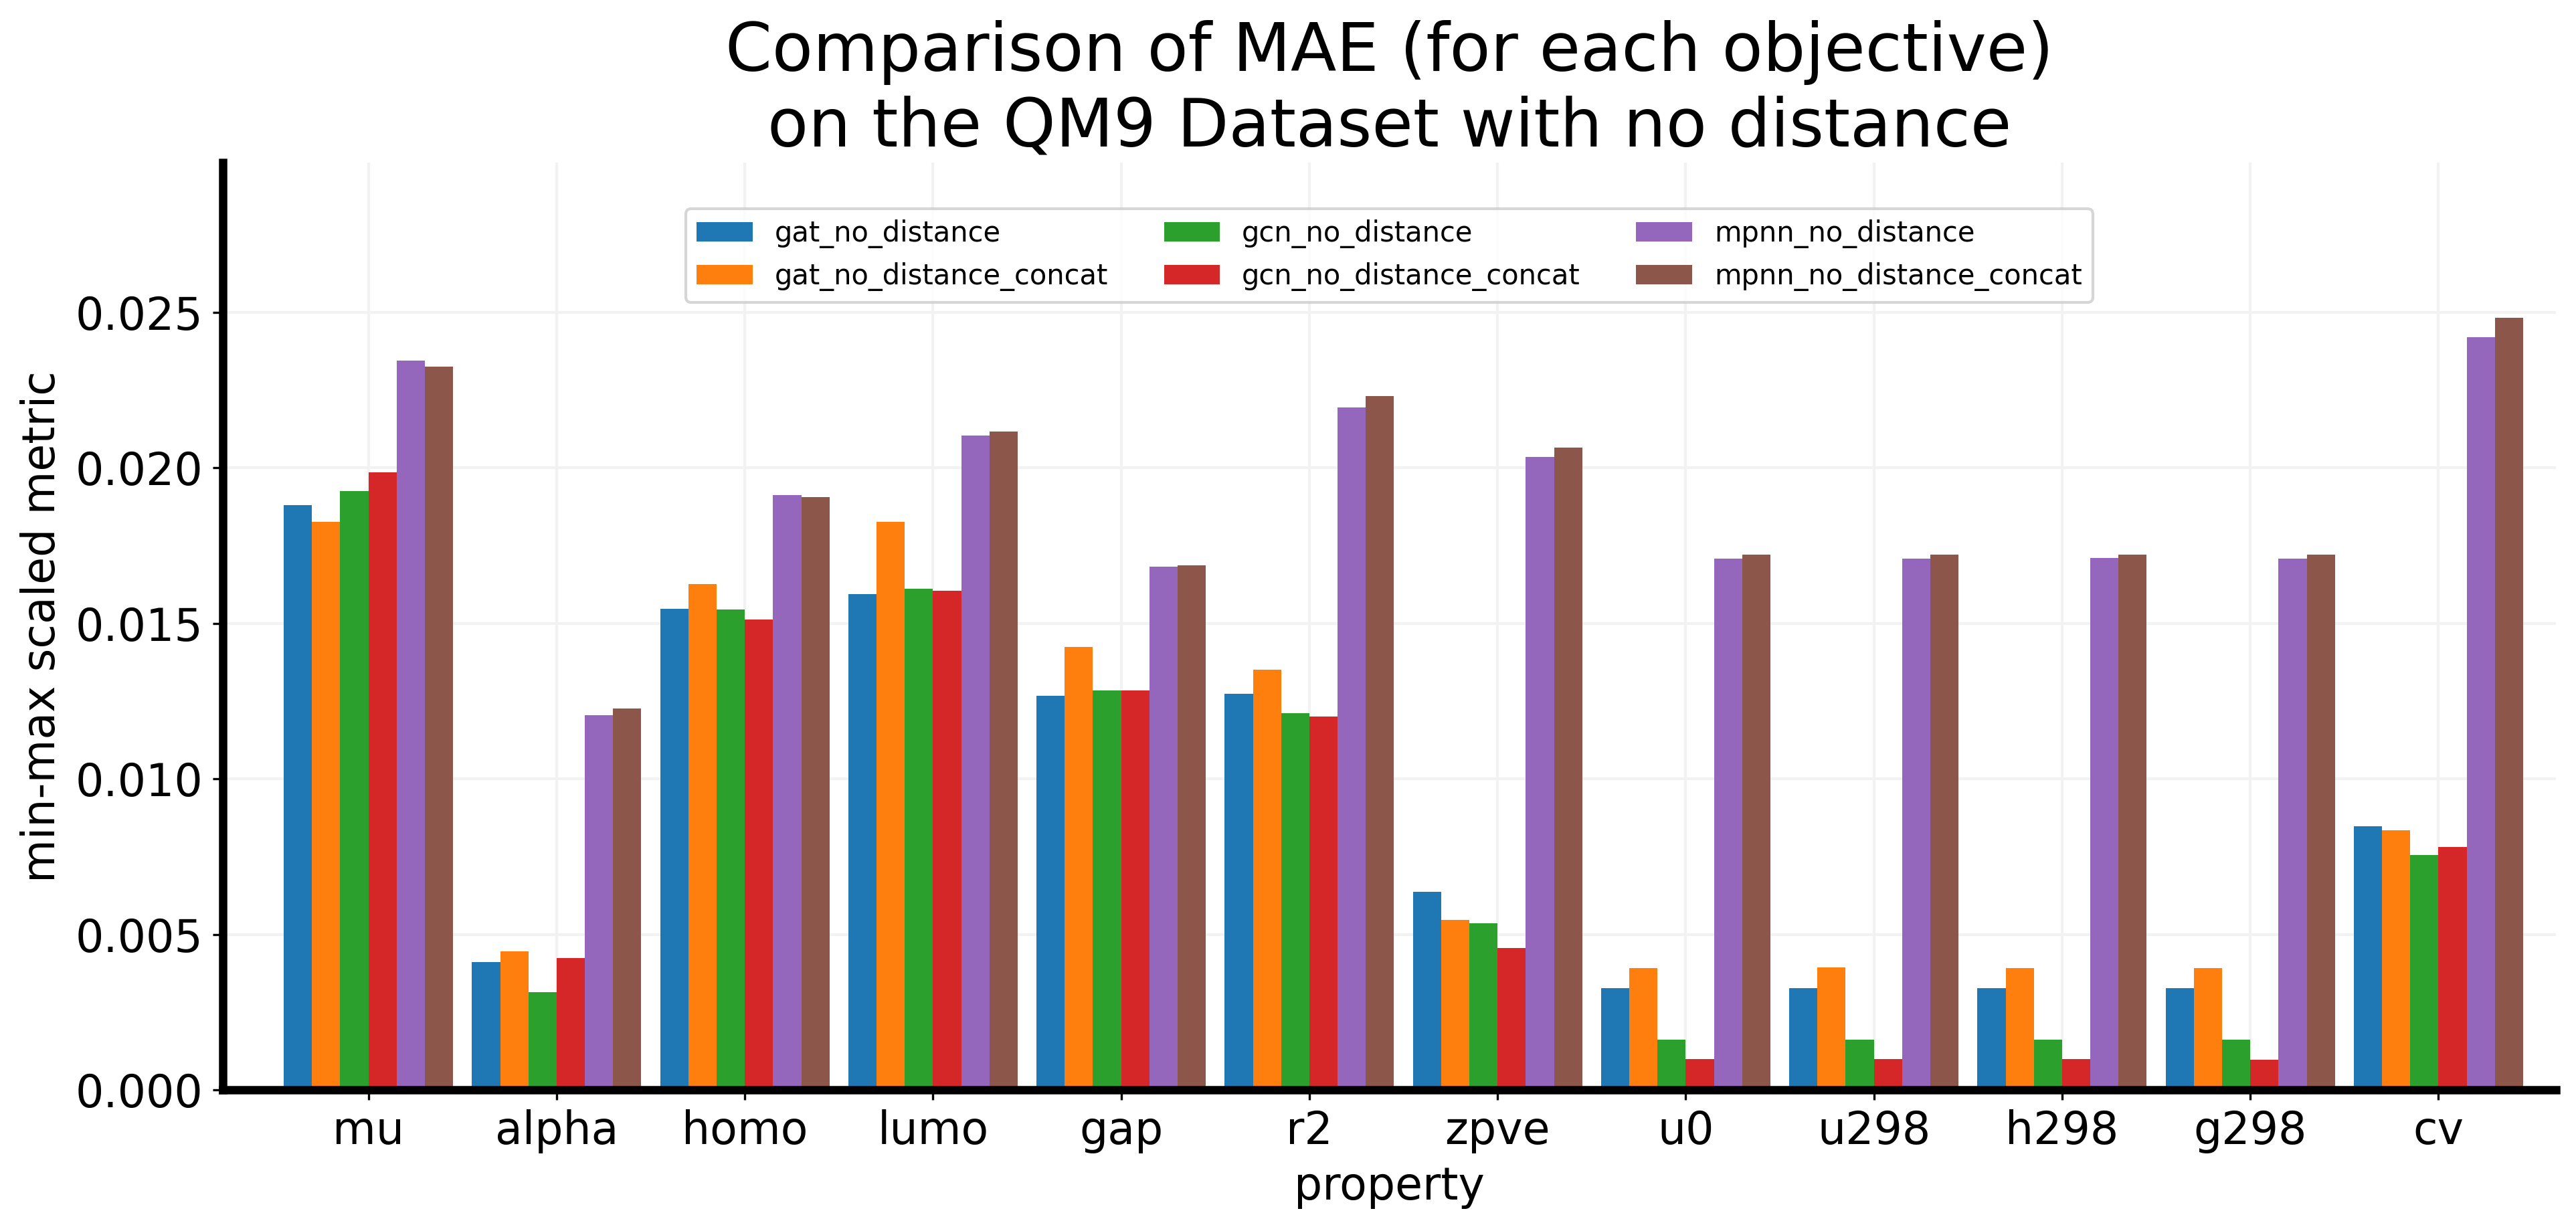 Comparison of MAE (for each objective)
on the QM9 Dataset with no distance
gat_no_distance
gat_no_distance_concat
gcn_no_distance
gcn_no_distance_concat
mpnn_no_distance
mpnn_no_distance_concat
min-max scaled metric
0.025
0.020
0.015
0.010
0.005
0.000
mu alpha homo lumo gap r2 zpve u0 u298 h298 g298 cv
property